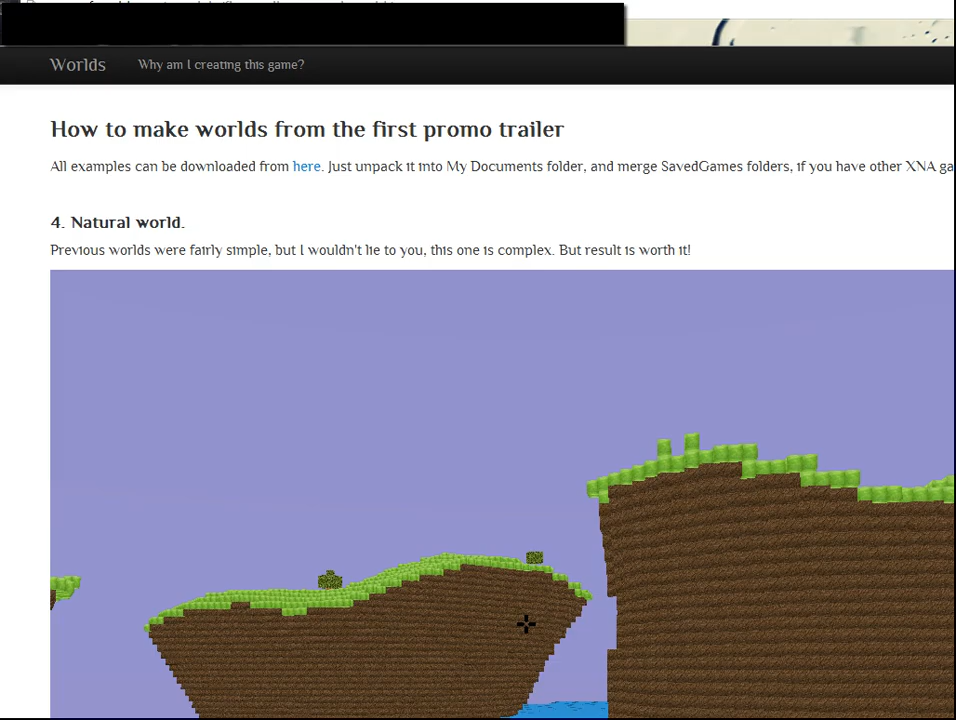 Worlds Why am I creating this game?
How to make worlds from the first promo trailer
All examples can be downloaded from here. Just unpack it into My Documents folder, and merge SavedGames folders, if you have other XNA
4. Natural world.
Previous worlds were fairly simple, but I wouldn't lie to you, this one is complex. But result is worth it!